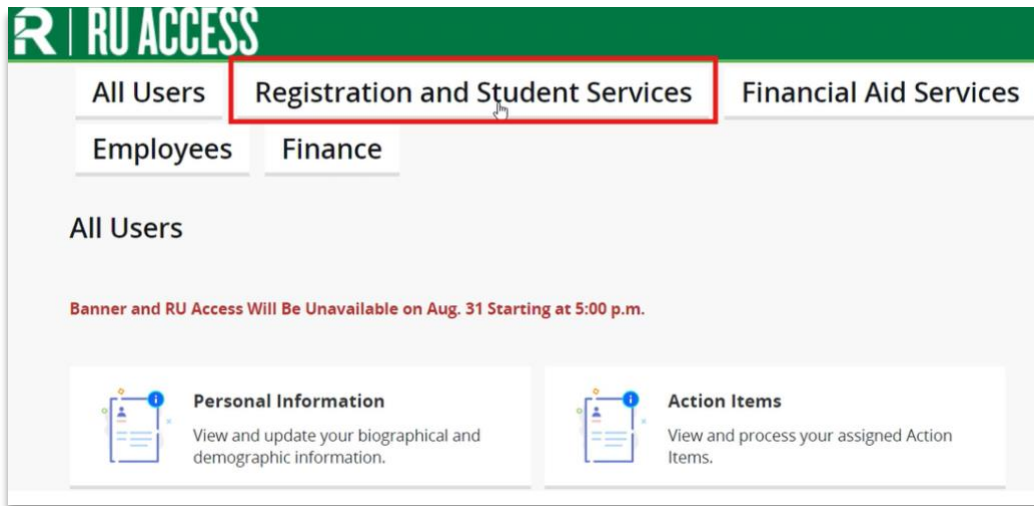 R | RU ACCESS
All Users Registration and Student Services Financial Aid Services
Employees Finance
All Users
Banner and RU Access Will Be Unavailable on Aug. 31 Starting at 5:00 p.m.
Personal Information
View and update your biographical and
demographic information.
Action Items
View and process your assigned Action
Items.